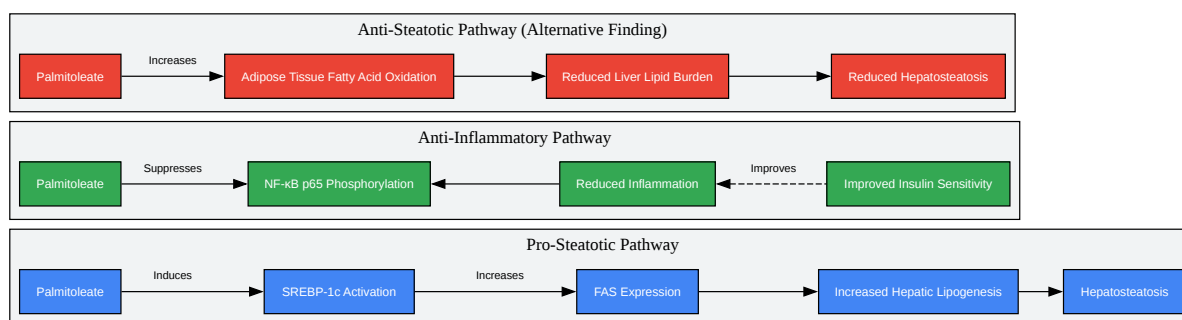 Anti-Steatotic Pathway (Alternative Finding)
Palmitoleate
Increases
Adipose Tissue Fatty Acid Oxidation
Reduced Liver Lipid Burden
Reduced Hepatosteatosis
Anti-Inflammatory Pathway
Palmitoleate
Suppresses
NF-κB p65 Phosphorylation
Reduced Inflammation
Improves
Improved Insulin Sensitivity
Pro-Steatotic Pathway
Palmitoleate
Induces
SREBP-1c Activation
Increases
FAS Expression
Increased Hepatic Lipogenesis
Hepatosteatosis